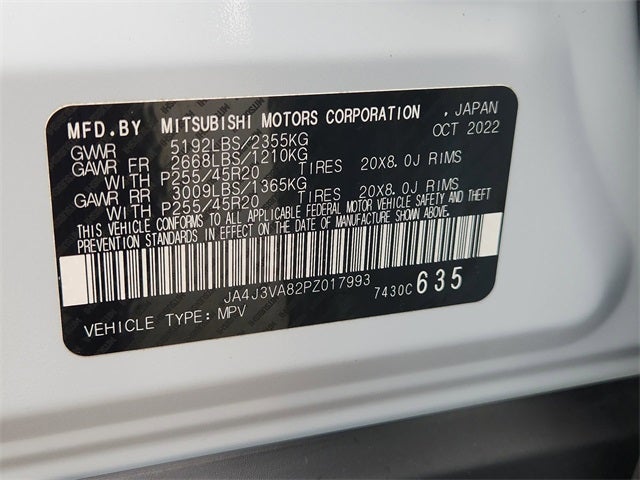 MFD.BY MITSUBISHI MOTORS CORPORATION , JAPAN
GVWR 5192LBS/2355KG OCT 2022
GAWR FR 2668LBS/1210KG
WITH P255/45R20 TIRES 20X8.0J RIMS
GAWR RR 3009LBS/1365KG
WITH P255/45R20 TIRES 20X8.0J RIMS
THIS VEHICLE CONFORMS TO ALL APPLICABLE FEDERAL MOTOR VEHICLE SAFETY AND THEFT
PREVENTION STANDARDS IN EFFECT ON THE DATE OF MANUFACTURE SHOWN ABOVE.
JA4J3VA82PZ017993 7430C 635
VEHICLE TYPE: MPV